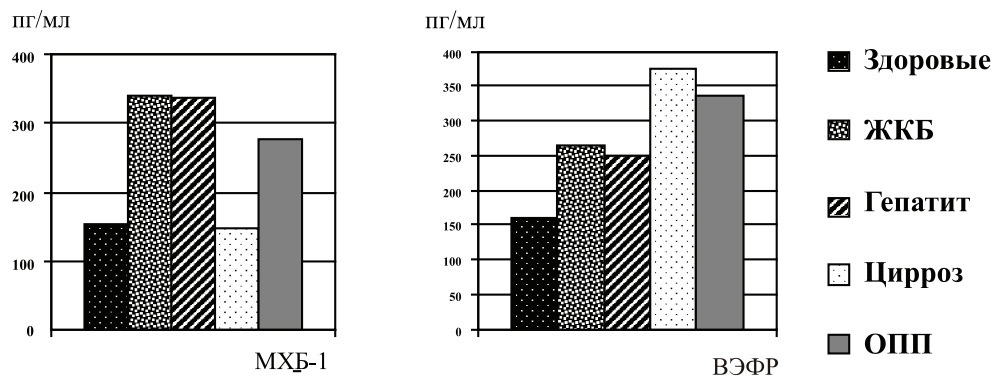 пг/мл
400
300
200
100
0
МХБ-1
пг/мл
400
350
300
250
200
150
100
50
0
ВЭФР
Здоровые
ЖКБ
Гепатит
Цирроз
ОПП